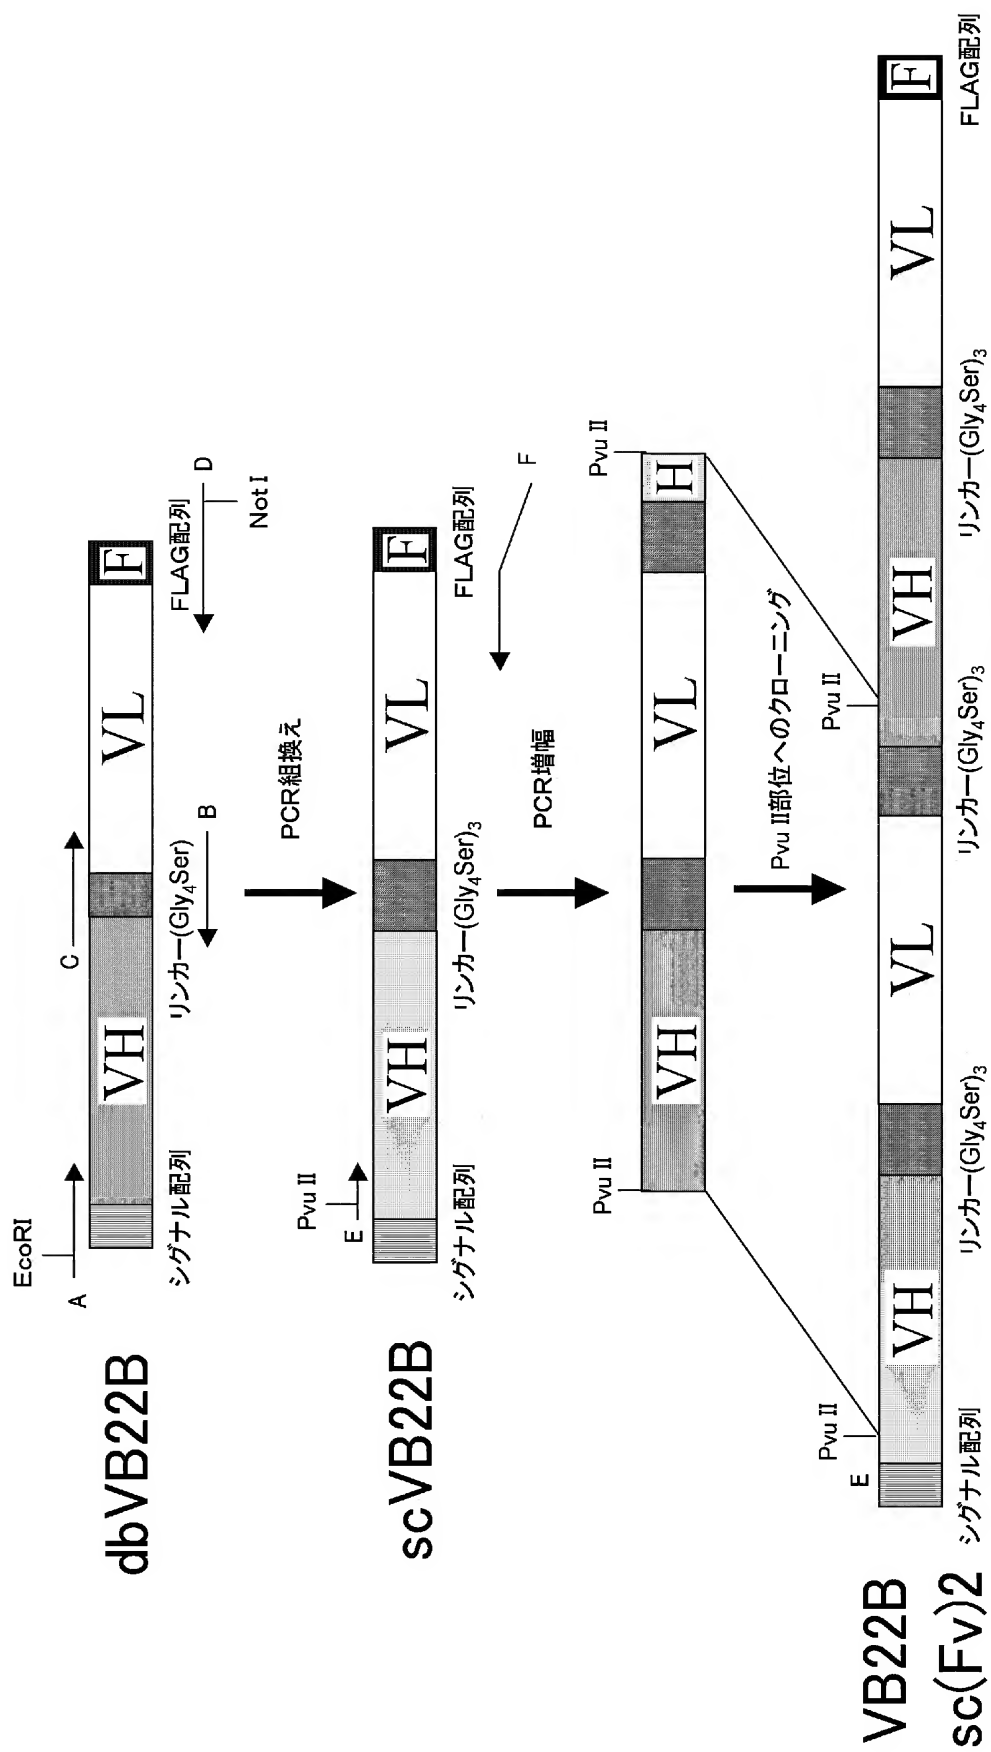 dbVB22B
EcoRI
A
C
VH
VL
F
シグナル配列
リンカー(Gly4Ser)
FLAG配列
B
D
NotI
PCR組換え
scVB22B
Pvu II
E
VH
VL
F
シグナル配列
リンカー(Gly4Ser)3
FLAG配列
F
PCR増幅
Pvu II
Pvu II
VH
VL
H
Pvu II部位へのクローニング
VB22B
sc(Fv)2
E
Pvu II
Pvu II
VH
VL
VH
VL
F
シグナル配列
リンカー(Gly4Ser)3
リンカー(Gly4Ser)3
リンカー(Gly4Ser)3
FLAG配列